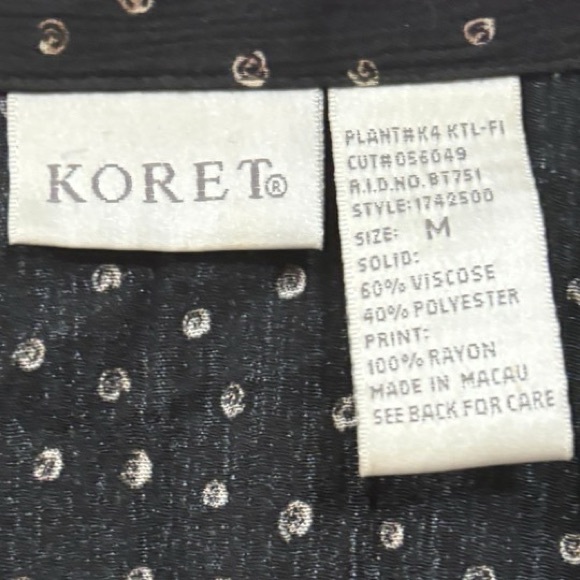 KORET®
PLANT#K4 KTL-FI
CUT#056049
R.I.D.NO. BT751
STYLE:1742500
SIZE: M
SOLID:
60% VISCOSE
40% POLYESTER
PRINT:
100% RAYON
MADE IN MACAU
SEE BACK FOR CARE